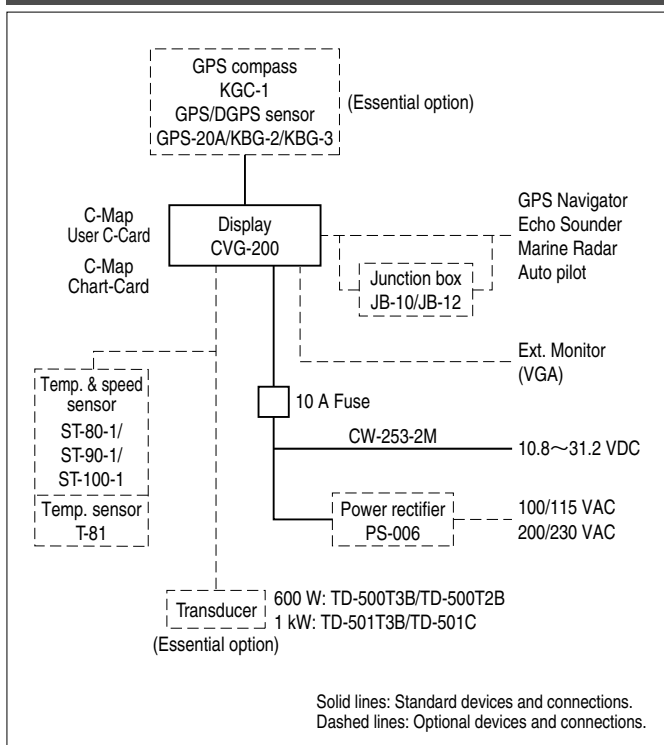 GPS compass
KGC-1
GPS/DGPS sensor
GPS-20A/KBG-2/KBG-3
(Essential option)
C-Map
User C-Card
C-Map
Chart-Card
Display
CVG-200
GPS Navigator
Echo Sounder
Marine Radar
Auto pilot
Junction box
JB-10/JB-12
Ext. Monitor
(VGA)
Temp. & speed
sensor
ST-80-1/
ST-90-1/
ST-100-1
Temp. sensor
T-81
10 A Fuse
CW-253-2M
10.8~31.2 VDC
Power rectifier
PS-006
100/115 VAC
200/230 VAC
Transducer
(Essential option)
600 W: TD-500T3B/TD-500T2B
1 kW: TD-501T3B/TD-501C
Solid lines: Standard devices and connections.
Dashed lines: Optional devices and connections.